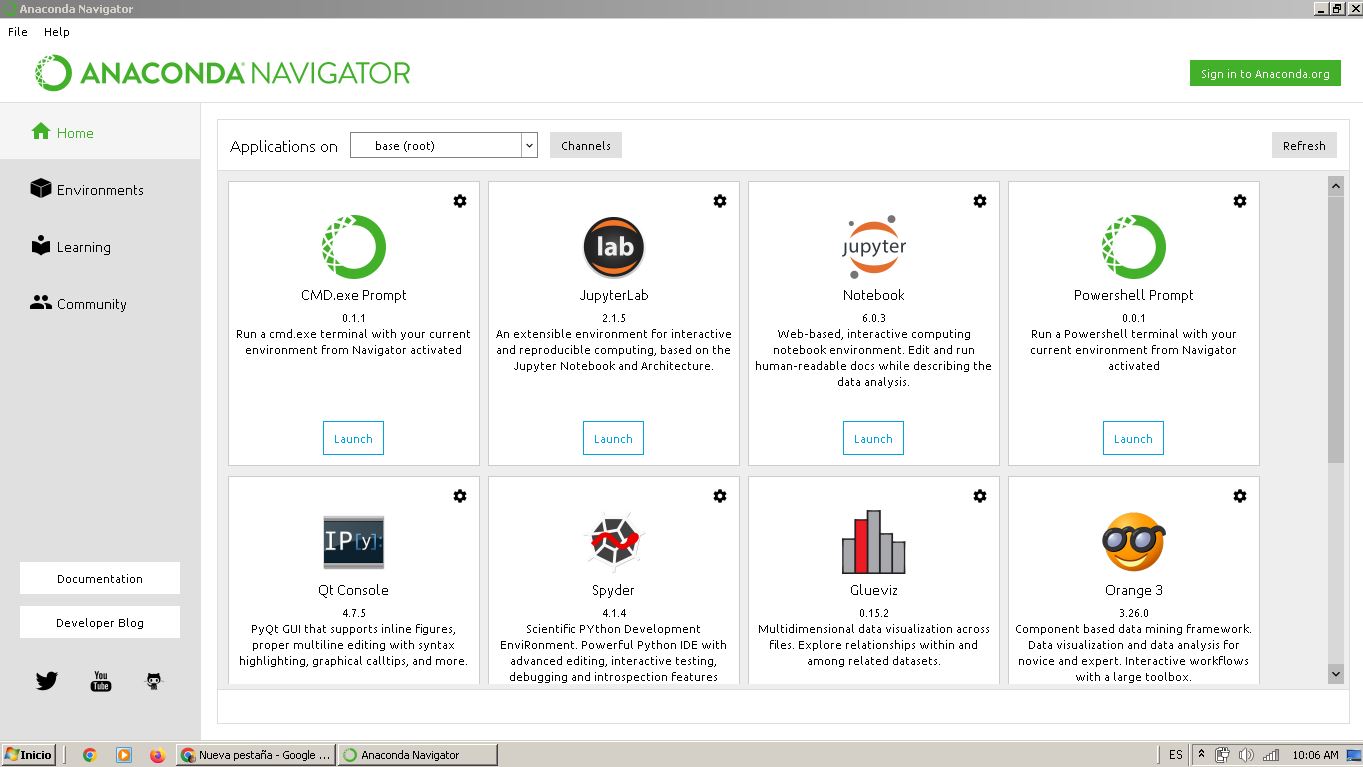 Anaconda Navigator
File Help
ANACONDA NAVIGATOR
Sign in to Anaconda.org
Home
Environments
Learning
Community
Documentation
Developer Blog
You
Tube
Applications on base (root) Channels Refresh
CMD.exe Prompt
0.1.1
Run a cmd.exe terminal with your current
environment from Navigator activated
Launch
lab
JupyterLab
2.1.5
An extensible environment for interactive
and reproducible computing, based on the
Jupyter Notebook and Architecture.
Launch
jupyter
Notebook
6.0.3
Web-based, interactive computing
notebook environment. Edit and run
human-readable docs while describing the
data analysis.
Launch
Powershell Prompt
0.0.1
Run a Powershell terminal with your
current environment from Navigator
activated
Launch
IP[y]:
Qt Console
4.7.5
PyQt GUI that supports inline figures,
proper multiline editing with syntax
highlighting, graphical calltips, and more.
Spyder
4.1.4
Scientific PYthon Development
EnviRonment. Powerful Python IDE with
advanced editing, interactive testing,
debugging and introspection features
Glueviz
0.15.2
Multidimensional data visualization across
files. Explore relationships within and
among related datasets.
Orange 3
3.26.0
Component based data mining framework.
Data visualization and data analysis for
novice and expert. Interactive workflows
with a large toolbox.
Inicio
Nueva pestaña - Google ...
Anaconda Navigator
ES
10:06 AM